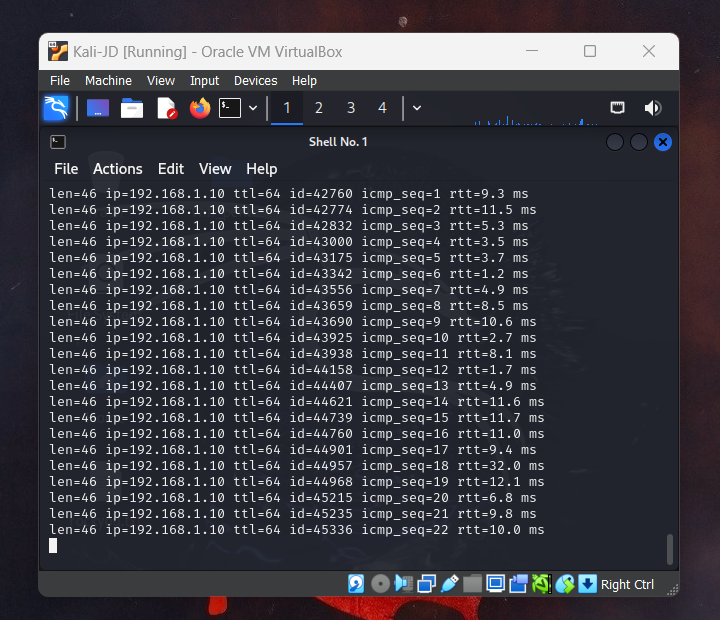 Kali-JD [Running] - Oracle VM VirtualBox
File Machine View Input Devices Help
1 2 3 4
Shell No. 1
File Actions Edit View Help
len=46 ip=192.168.1.10 ttl=64 id=42760 icmp_seq=1 rtt=9.3 ms
len=46 ip=192.168.1.10 ttl=64 id=42774 icmp_seq=2 rtt=11.5 ms
len=46 ip=192.168.1.10 ttl=64 id=42832 icmp_seq=3 rtt=5.3 ms
len=46 ip=192.168.1.10 ttl=64 id=43000 icmp_seq=4 rtt=3.5 ms
len=46 ip=192.168.1.10 ttl=64 id=43175 icmp_seq=5 rtt=3.7 ms
len=46 ip=192.168.1.10 ttl=64 id=43342 icmp_seq=6 rtt=1.2 ms
len=46 ip=192.168.1.10 ttl=64 id=43556 icmp_seq=7 rtt=4.9 ms
len=46 ip=192.168.1.10 ttl=64 id=43659 icmp_seq=8 rtt=8.5 ms
len=46 ip=192.168.1.10 ttl=64 id=43690 icmp_seq=9 rtt=10.6 ms
len=46 ip=192.168.1.10 ttl=64 id=43925 icmp_seq=10 rtt=2.7 ms
len=46 ip=192.168.1.10 ttl=64 id=43938 icmp_seq=11 rtt=8.1 ms
len=46 ip=192.168.1.10 ttl=64 id=44158 icmp_seq=12 rtt=1.7 ms
len=46 ip=192.168.1.10 ttl=64 id=44407 icmp_seq=13 rtt=4.9 ms
len=46 ip=192.168.1.10 ttl=64 id=44621 icmp_seq=14 rtt=11.6 ms
len=46 ip=192.168.1.10 ttl=64 id=44739 icmp_seq=15 rtt=11.7 ms
len=46 ip=192.168.1.10 ttl=64 id=44760 icmp_seq=16 rtt=11.0 ms
len=46 ip=192.168.1.10 ttl=64 id=44901 icmp_seq=17 rtt=9.4 ms
len=46 ip=192.168.1.10 ttl=64 id=44957 icmp_seq=18 rtt=32.0 ms
len=46 ip=192.168.1.10 ttl=64 id=44968 icmp_seq=19 rtt=12.1 ms
len=46 ip=192.168.1.10 ttl=64 id=45215 icmp_seq=20 rtt=6.8 ms
len=46 ip=192.168.1.10 ttl=64 id=45235 icmp_seq=21 rtt=9.8 ms
len=46 ip=192.168.1.10 ttl=64 id=45336 icmp_seq=22 rtt=10.0 ms
Right Ctrl